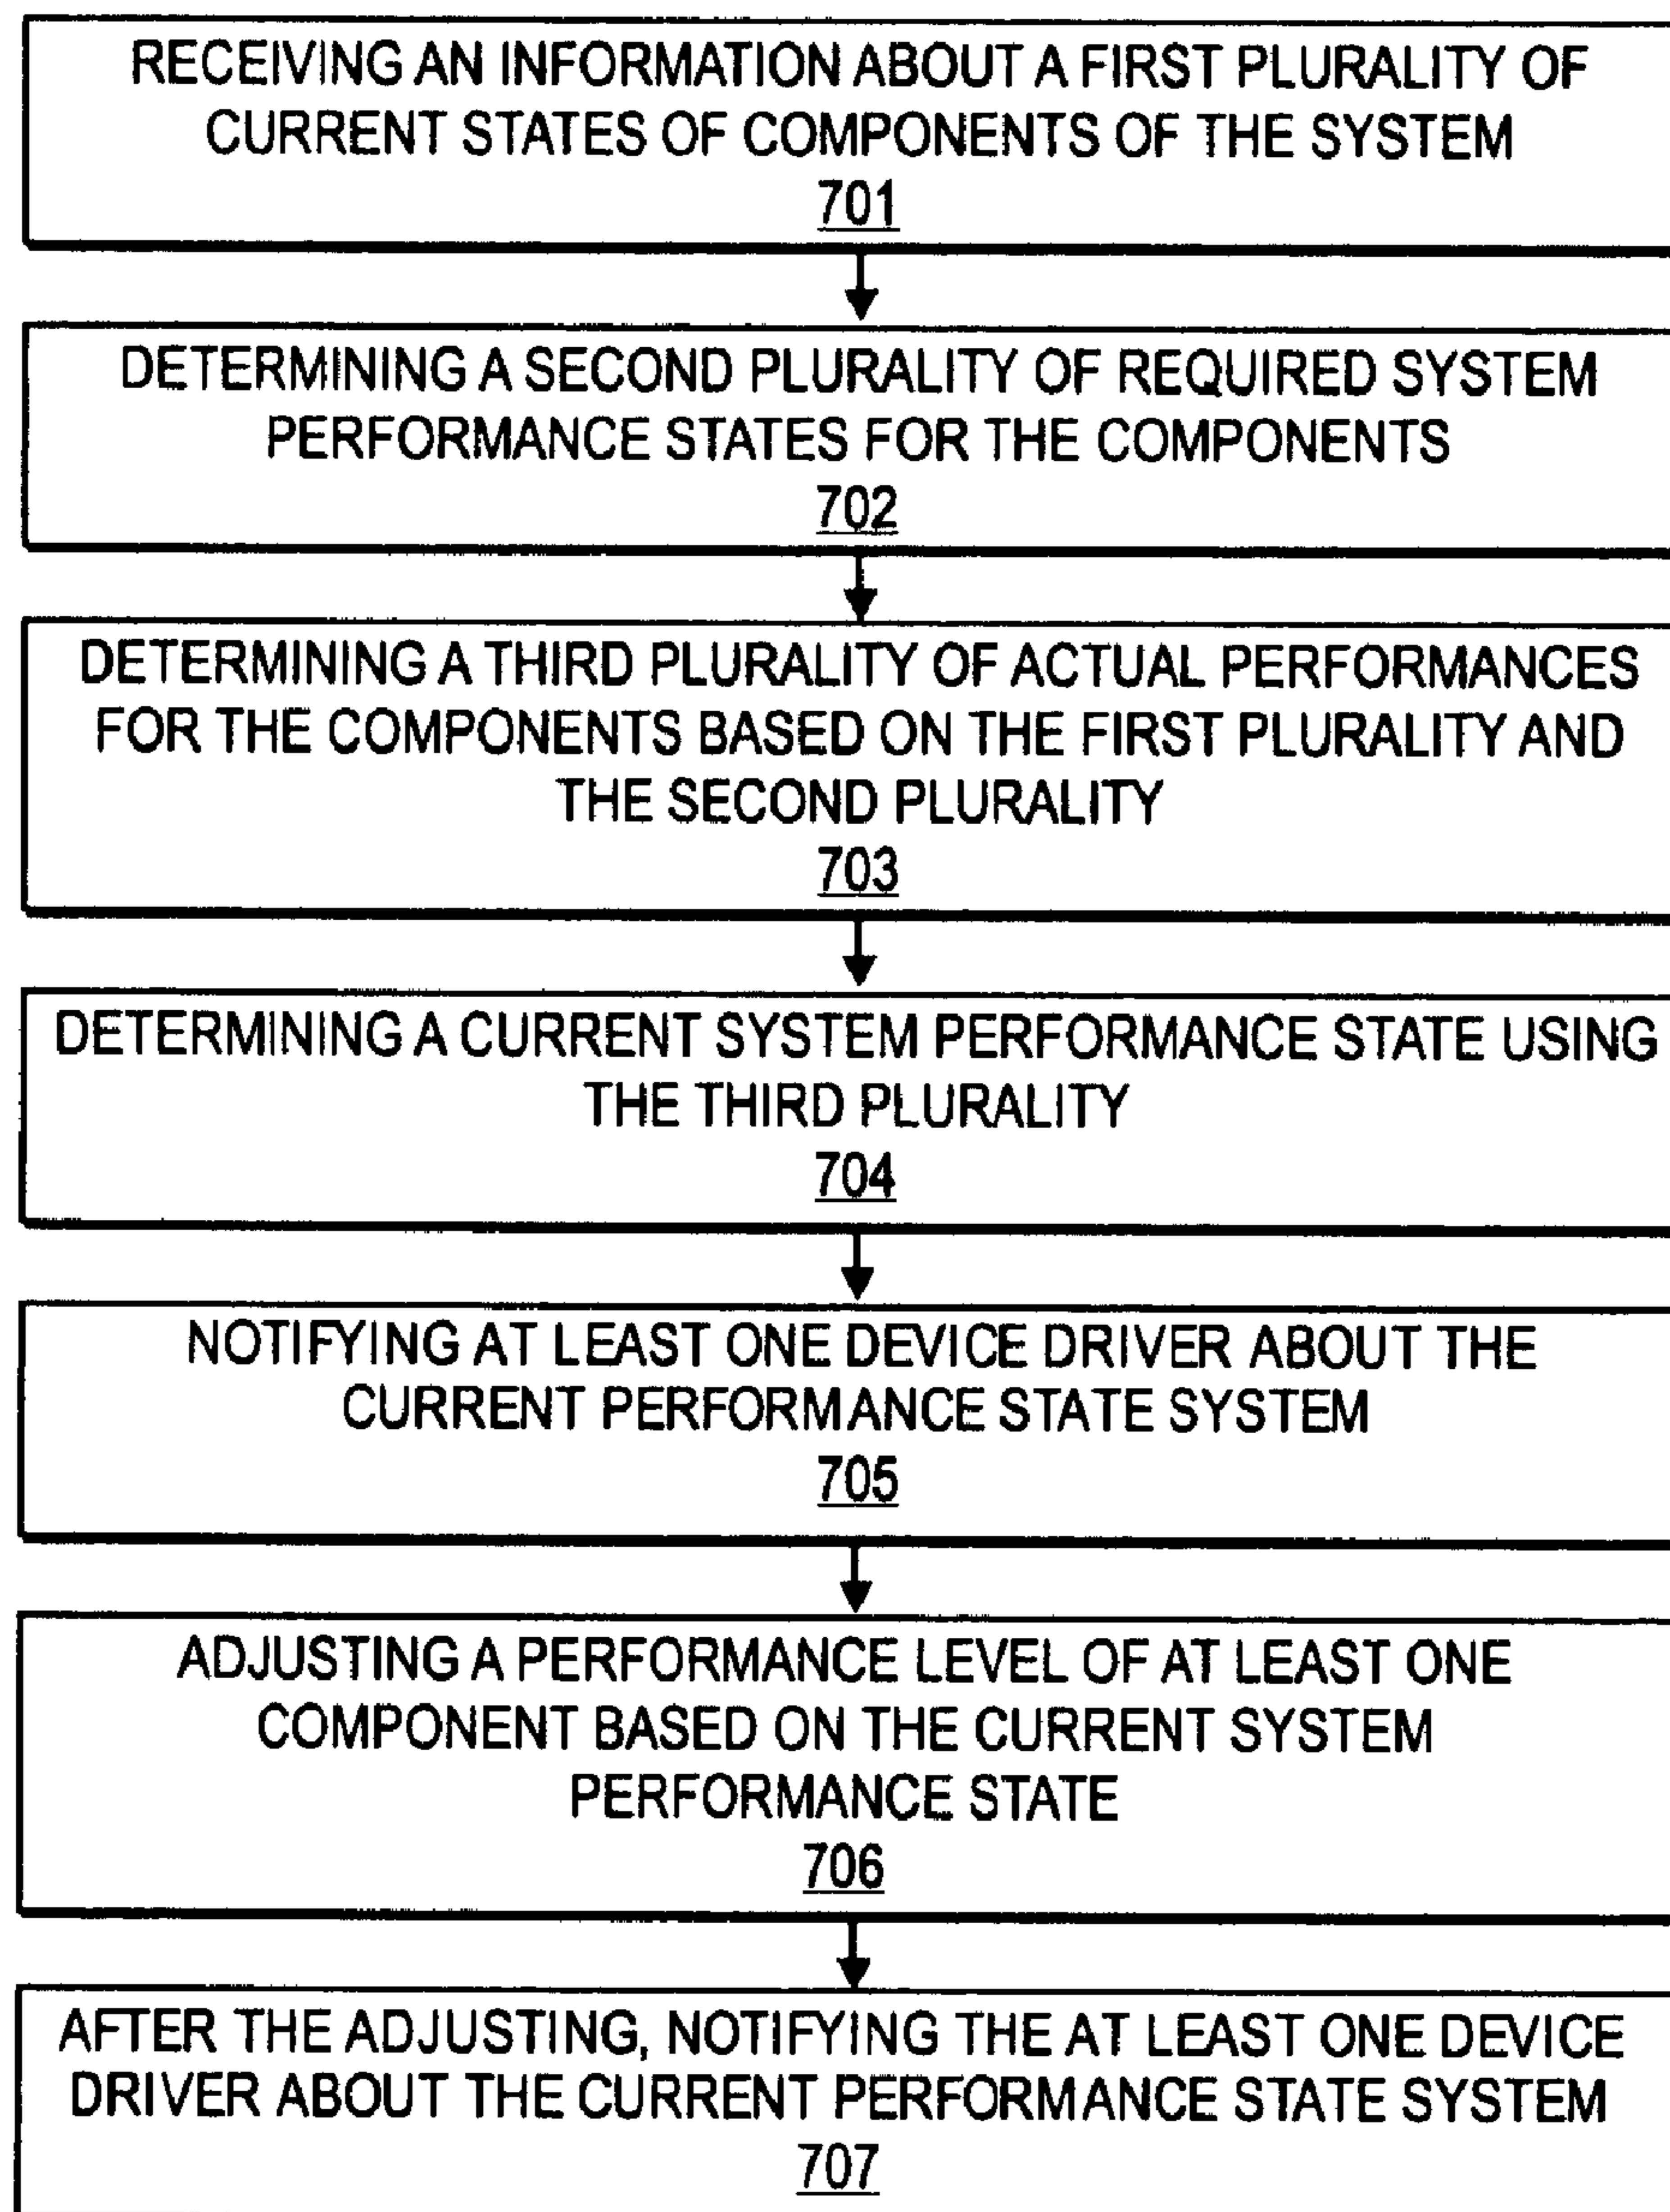 RECEIVING AN INFORMATION ABOUT A FIRST PLURALITY OF
CURRENT STATES OF COMPONENTS OF THE SYSTEM
701
DETERMINING A SECOND PLURALITY OF REQUIRED SYSTEM
PERFORMANCE STATES FOR THE COMPONENTS
702
DETERMINING A THIRD PLURALITY OF ACTUAL PERFORMANCES
FOR THE COMPONENTS BASED ON THE FIRST PLURALITY AND
THE SECOND PLURALITY
703
DETERMINING A CURRENT SYSTEM PERFORMANCE STATE USING
THE THIRD PLURALITY
704
NOTIFYING AT LEAST ONE DEVICE DRIVER ABOUT THE
CURRENT PERFORMANCE STATE SYSTEM
705
ADJUSTING A PERFORMANCE LEVEL OF AT LEAST ONE
COMPONENT BASED ON THE CURRENT SYSTEM
PERFORMANCE STATE
706
AFTER THE ADJUSTING, NOTIFYING THE AT LEAST ONE DEVICE
DRIVER ABOUT THE CURRENT PERFORMANCE STATE SYSTEM
707